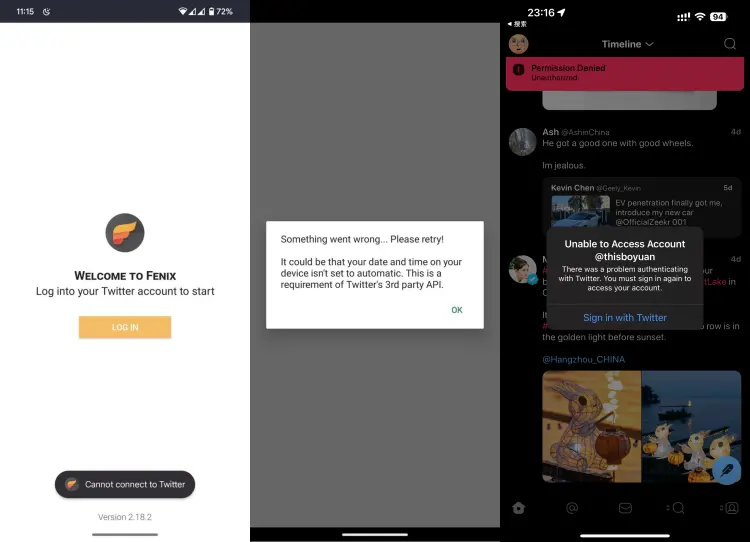 11:15
72%
WELCOME TO FENIX
Log into your Twitter account to start
LOG IN
Cannot connect to Twitter
Version 2.18.2
Something went wrong... Please retry!
It could be that your date and time on your
device isn't set to automatic. This is a
requirement of Twitter's 3rd party API.
OK
23:16
94
搜索
Timeline
Permission Denied
Unauthorized
Ash @AshinChina
4d
He got a good one with good wheels.
Im jealous.
Kevin Chen @Geely_Kevin
5d
EV penetration finally got me,
introduce my new car
@OfficialZeekr 001
Unable to Access Account
@thisboyuan
There was a problem authenticating
with Twitter. You must sign in again to
access your account.
Sign in with Twitter
4d
your
tLake in
row is in
the golden light before sunset.
@Hangzhou_CHINA